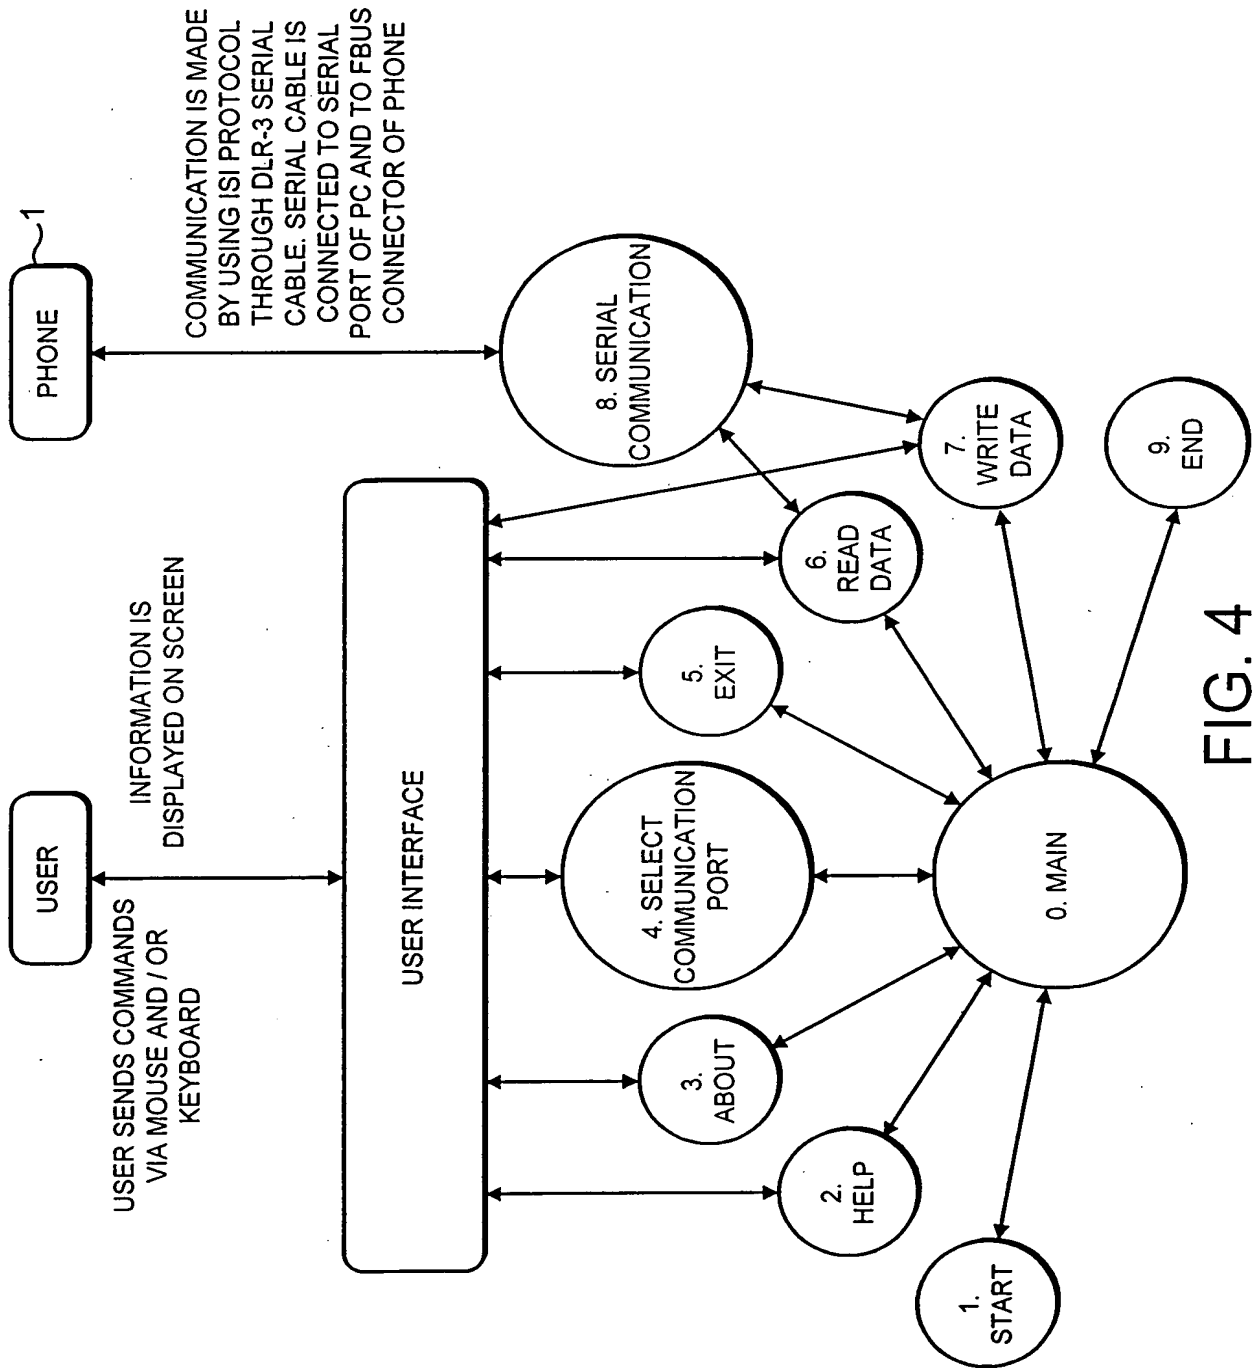 USER
PHONE
1
USER SENDS COMMANDS
VIA MOUSE AND / OR
KEYBOARD
INFORMATION IS
DISPLAYED ON SCREEN
COMMUNICATION IS MADE
BY USING ISI PROTOCOL
THROUGH DLR-3 SERIAL
CABLE. SERIAL CABLE IS
CONNECTED TO SERIAL
PORT OF PC AND TO FBUS
CONNECTOR OF PHONE
USER INTERFACE
1.
START
2.
HELP
3.
ABOUT
4. SELECT
COMMUNICATION
PORT
5.
EXIT
6.
READ
DATA
7.
WRITE
DATA
8. SERIAL
COMMUNICATION
9.
END
0. MAIN
FIG. 4